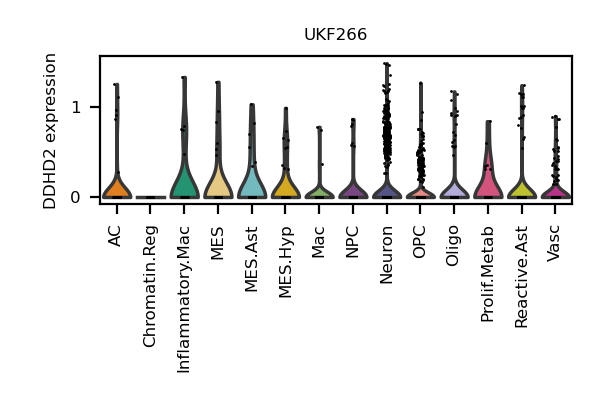 UKF266
DDHD2 expression
1
0
AC
Chromatin.Reg
Inflammatory.Mac
MES
MES.Ast
MES.Hyp
Mac
NPC
Neuron
OPC
Oligo
Prolif.Metab
Reactive.Ast
Vasc